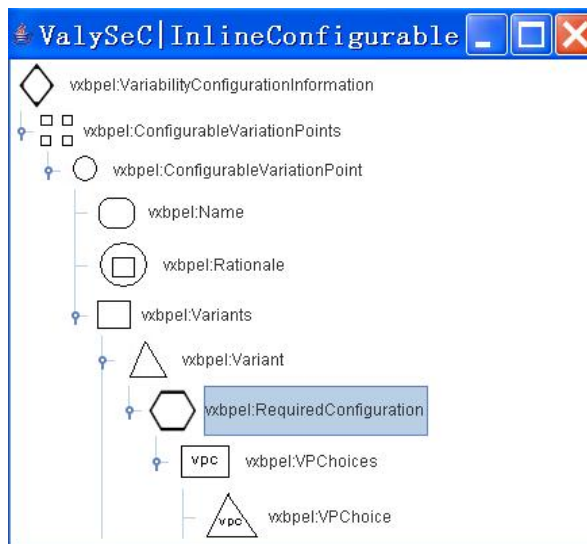 ValySeC|InlineConfigurable
vxbpel:VariabilityConfigurationInformation
vxbpel:ConfigurableVariationPoints
vxbpel:ConfigurableVariationPoint
vxbpel:Name
vxbpel:Rationale
vxbpel:Variants
vxbpel:Variant
vxbpel:RequiredConfiguration
vpc vxbpel:VPChoices
vpc vxbpel:VPChoice